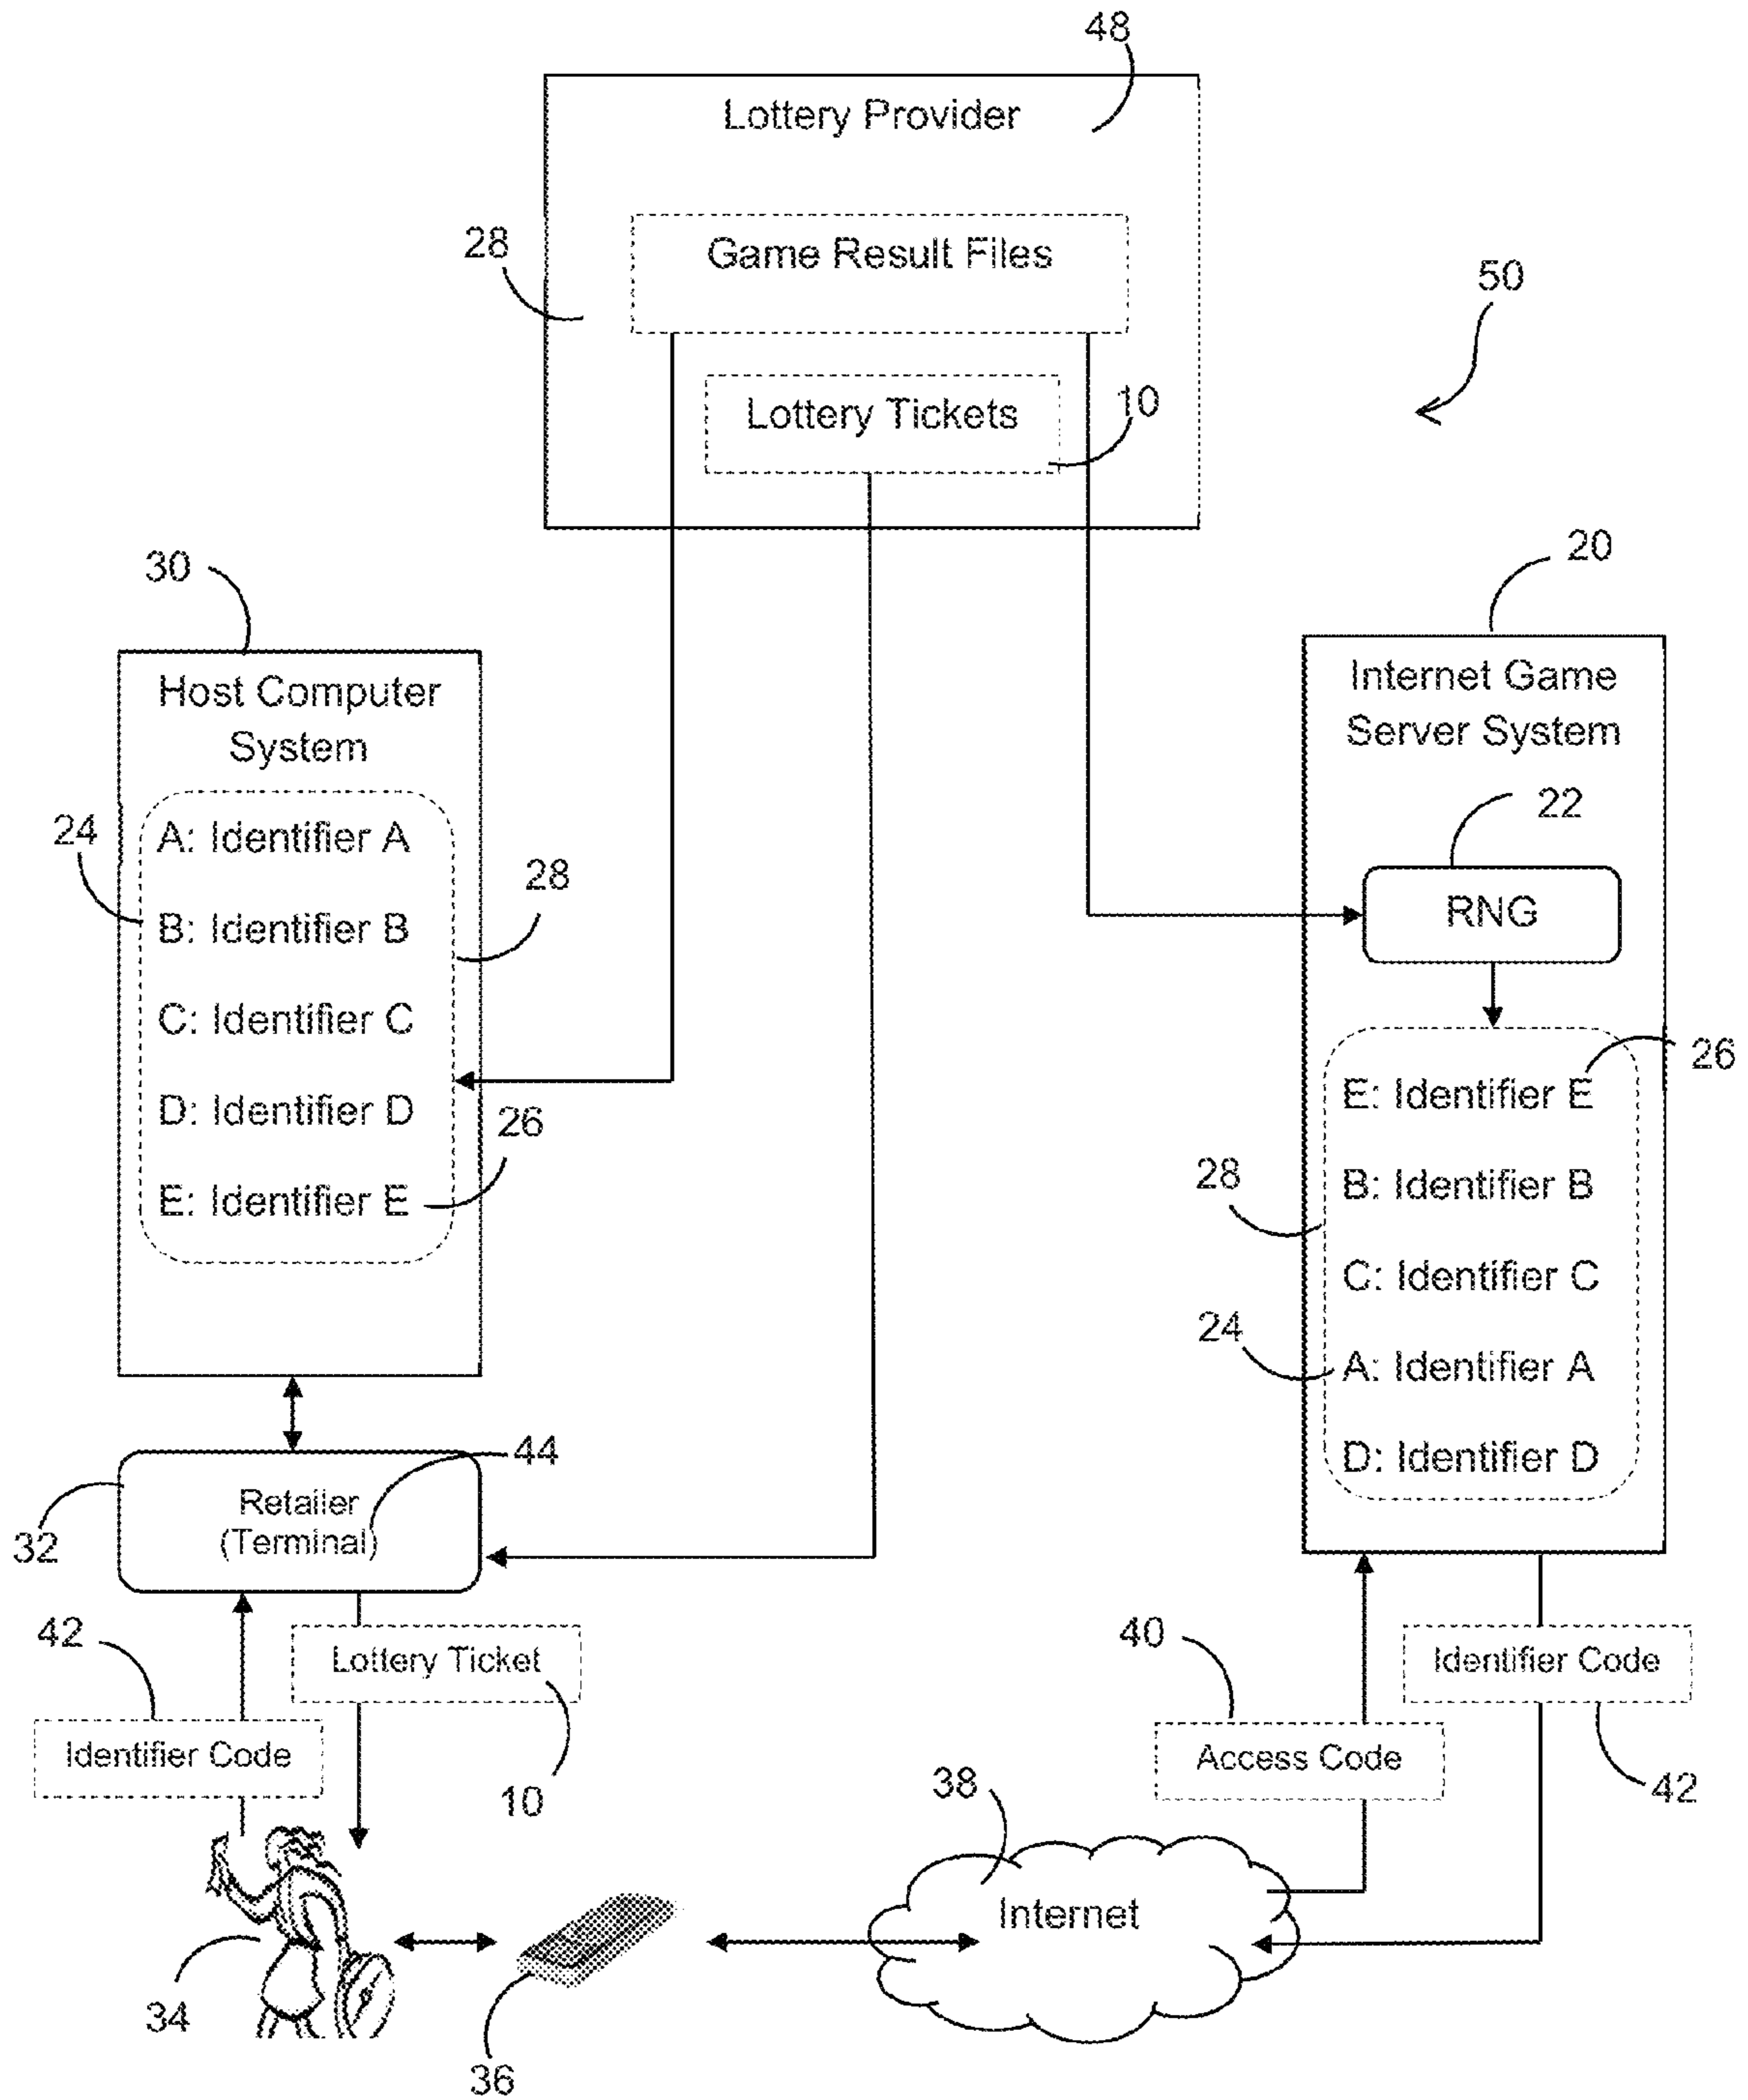 48
Lottery Provider
28
Game Result Files
50
Lottery Tickets
10
30
20
Host Computer
System
Internet Game
Server System
24
A: Identifier A
22
28
B: Identifier B
RNG
C: Identifier C
D: Identifier D
26
E: Identifier E
26
E: Identifier E
28
B: Identifier B
C: Identifier C
24
A: Identifier A
D: Identifier D
44
Retailer
(Terminal)
32
42
Lottery Ticket
40
Identifier Code
Identifier Code
Access Code
10
38
42
Internet
34
36